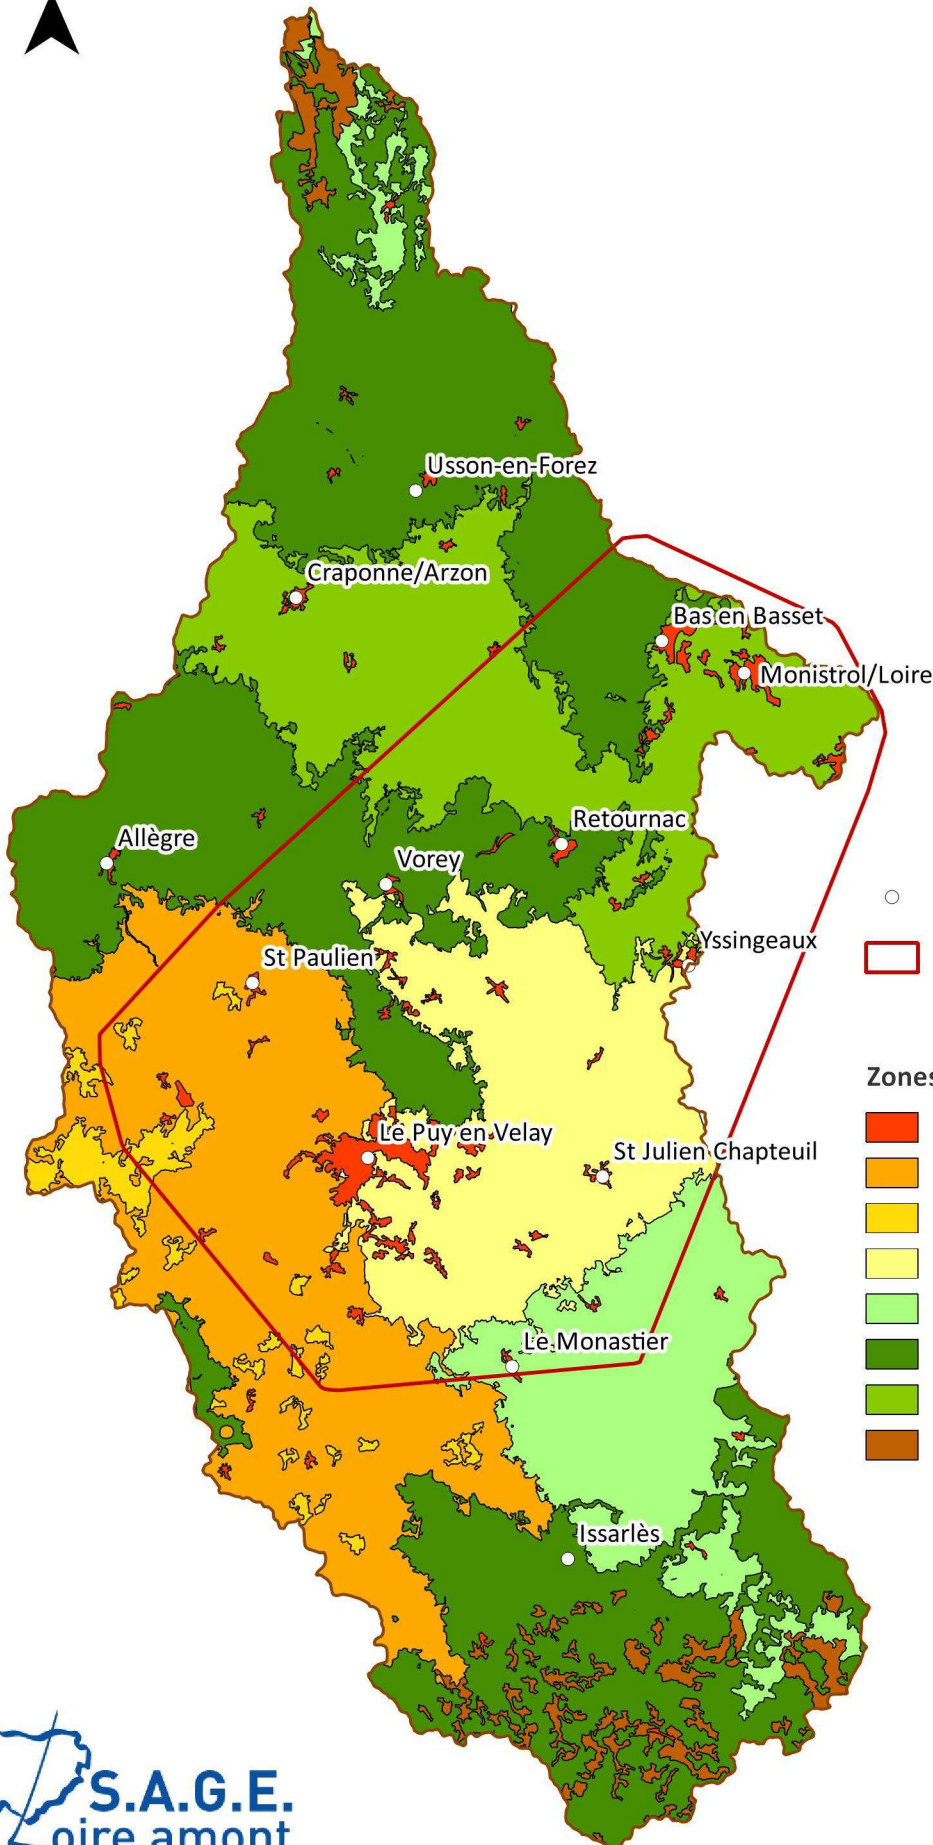 Usson-en-Forez
Craponne/Arzon
Bas en Basset
Monistrol/Loire
Retournac
Allègre
Vorey
Yssingeaux
St Paulien
Zones
Le Puy en Velay
St Julien Chapteuil
Le Monastier
Issarlès
S.A.G.E.
oire amont